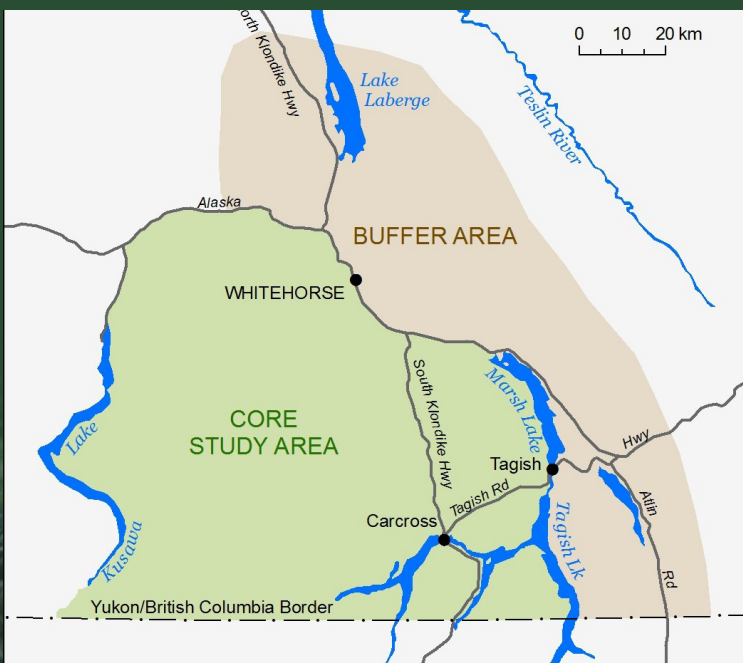 North Klondike Hwy
0 10 20 km
Lake
Laberge
Teslin River
Alaska
BUFFER AREA
WHITEHORSE
South Klondike Hwy
Marsh Lake
CORE
STUDY AREA
Lake
Hwy
Tagish
Tagish Rd
Atlin
Carcross
Tagish Lk
Kusawa
Rd
Yukon/British Columbia Border